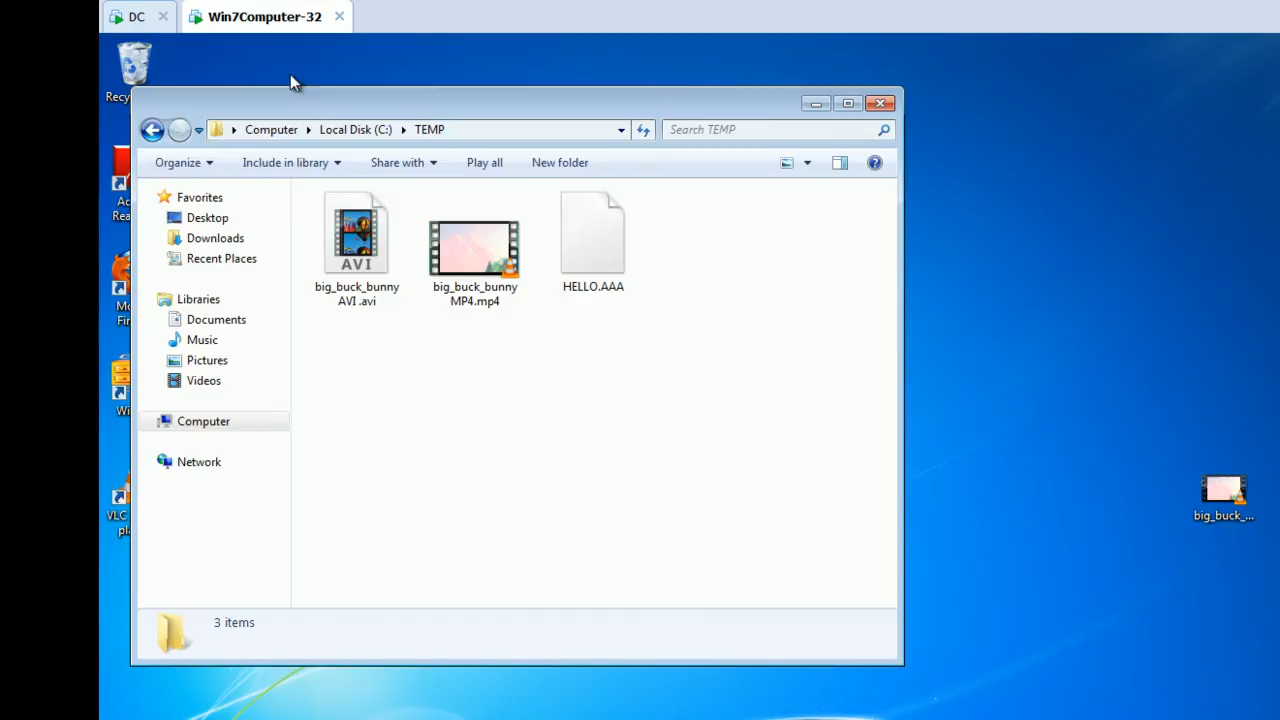 DC
Win7Computer-32
Recy
Computer
Local Disk (C:)
TEMP
Search TEMP
Organize
Include in library
Share with
Play all
New folder
Ac
Rea
Mo
Fir
Wi
VLC
pl
Favorites
Desktop
Downloads
Recent Places
Libraries
Documents
Music
Pictures
Videos
Computer
Network
AVI
big_buck_bunny
AVI .avi
big_buck_bunny
MP4.mp4
HELLO.AAA
big_buck_...
3 items